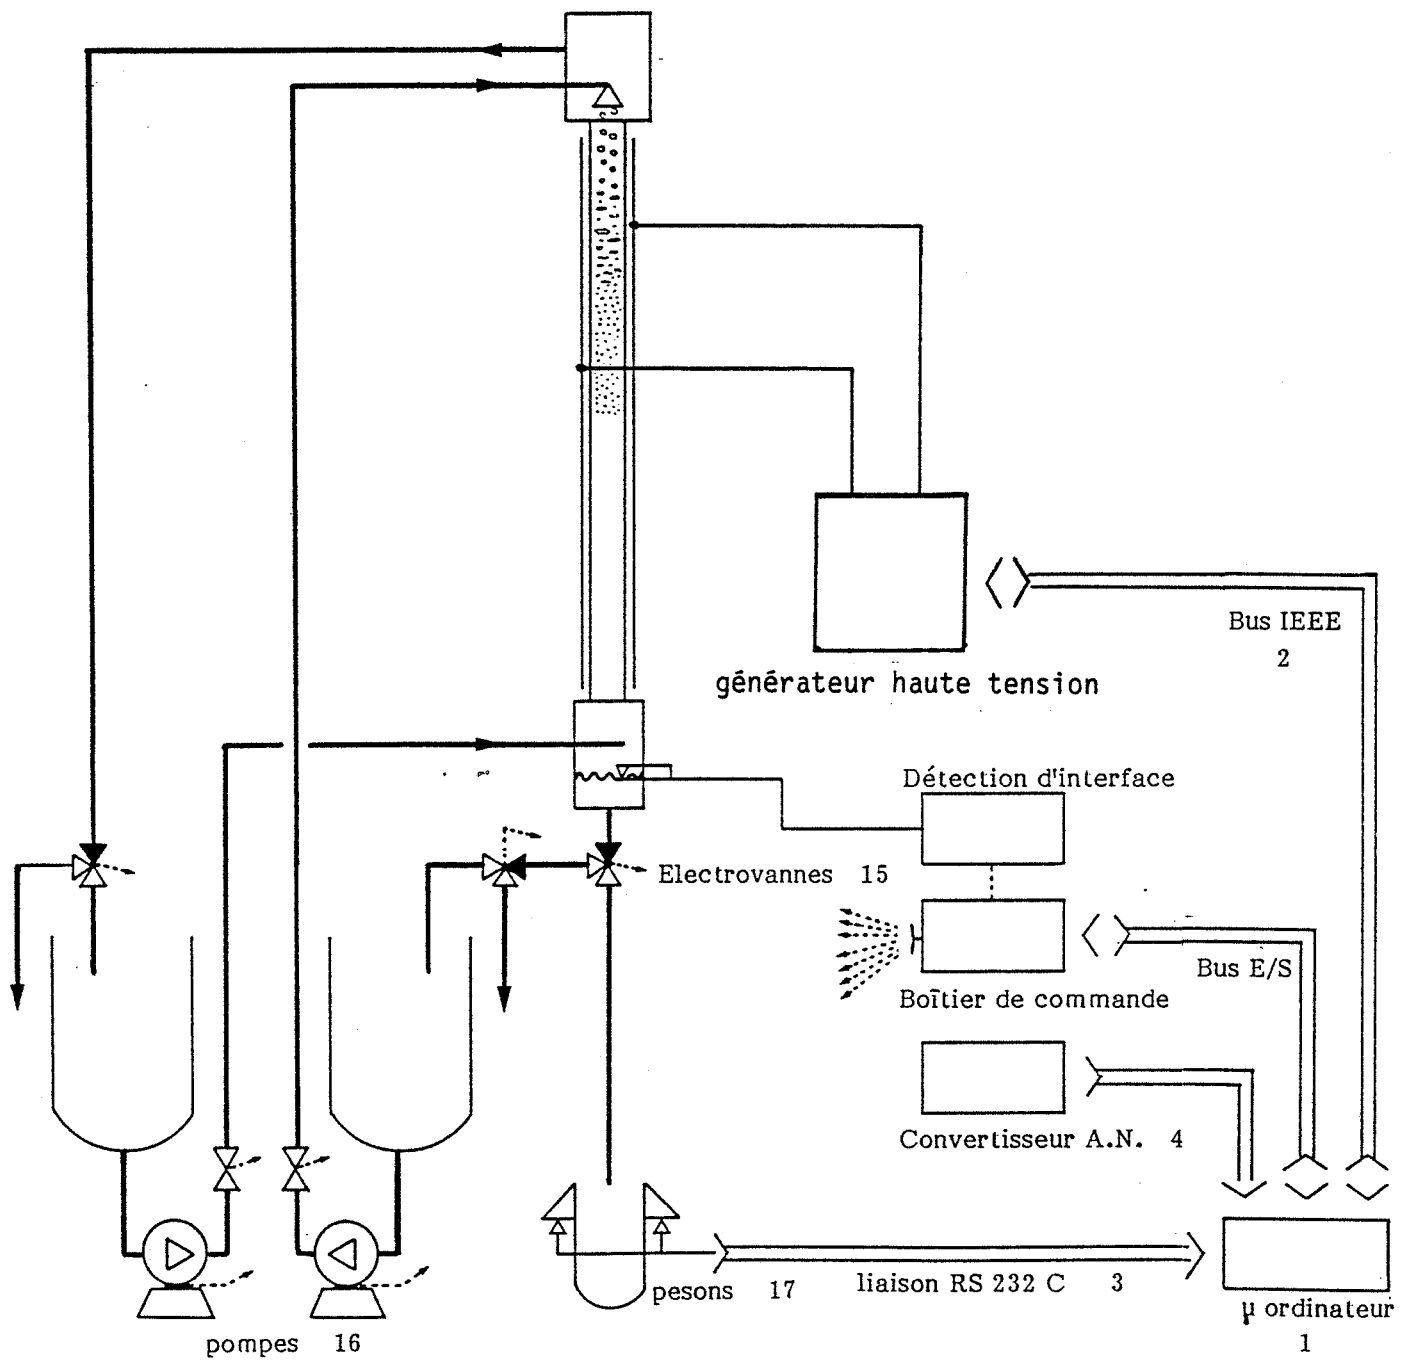 Bus IEEE
2
générateur haute tension
Détection d'interface
Electrovannes 15
Bus E/S
Boîtier de commande
Convertisseur A.N. 4
pesons 17
liaison RS 232 C 3
µ ordinateur
1
pompes 16